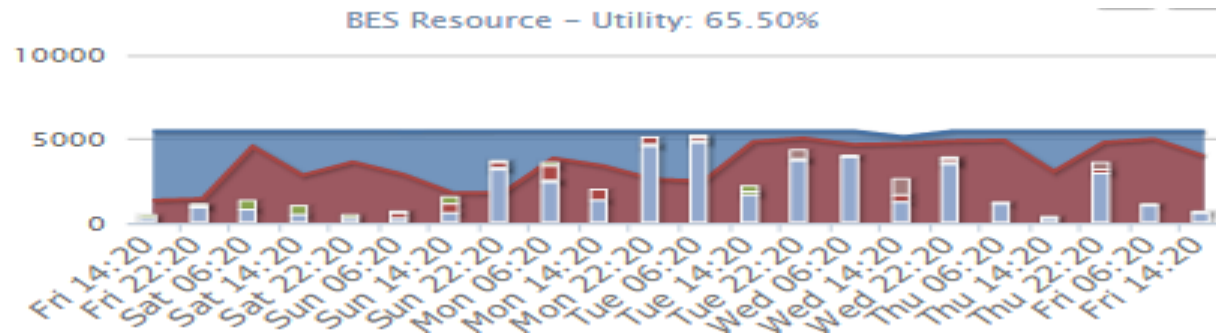 BES Resource – Utility: 65.50%
10000
5000
0
Fri 14.20
Fri 22.20
Sat 06.20
Sat 14.20
Sat 22.20
Sun 06.20
Sun 14.20
Sun 22.20
Mon 06.20
Mon 14.20
Mon 22.20
Tue 06.20
Tue 14.20
Tue 22.20
Wed 06.20
Wed 14.20
Wed 22.20
Thu 06.20
Thu 14.20
Thu 22.20
Fri 06.20
Fri 14.20